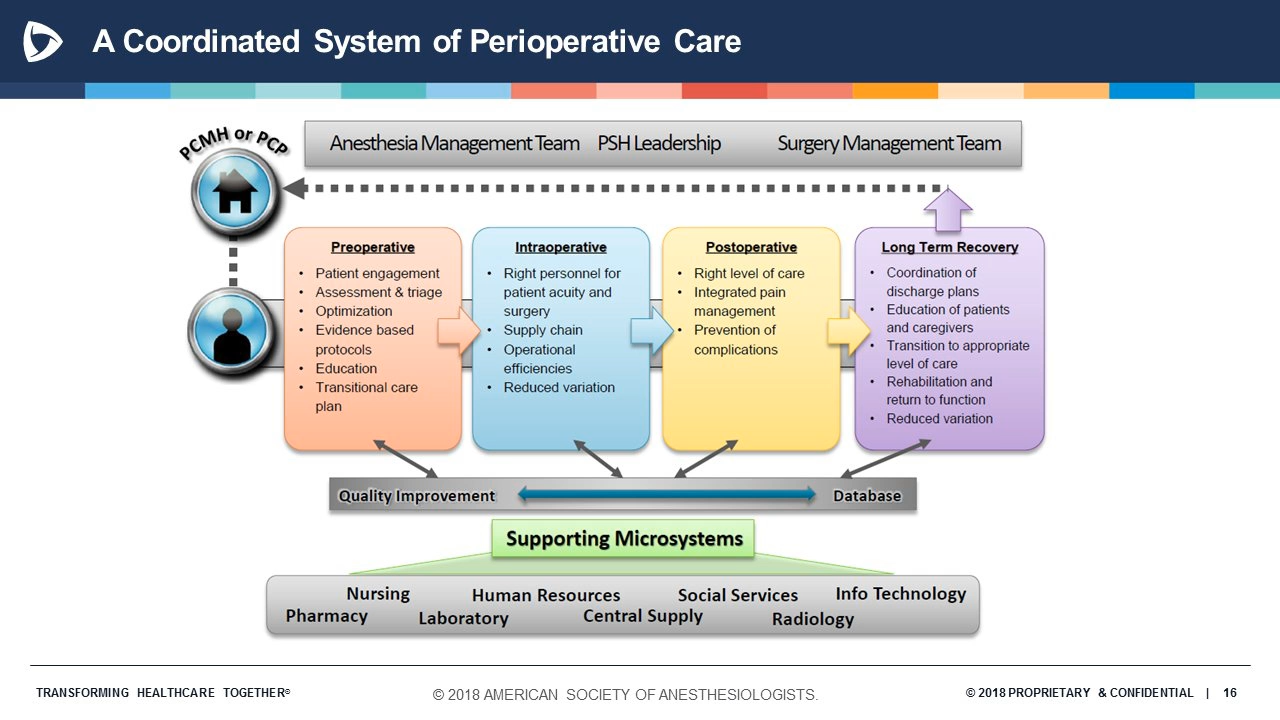 A Coordinated System of Perioperative Care
PCMH or PCP
Anesthesia Management Team PSH Leadership Surgery Management Team
Preoperative
• Patient engagement
• Assessment & triage
• Optimization
• Evidence based
protocols
• Education
• Transitional care
plan
Intraoperative
• Right personnel for
patient acuity and
surgery
• Supply chain
• Operational
efficiencies
• Reduced variation
Postoperative
• Right level of care
• Integrated pain
management
• Prevention of
complications
Long Term Recovery
• Coordination of
discharge plans
• Education of patients
and caregivers
• Transition to appropriate
level of care
• Rehabilitation and
return to function
• Reduced variation
Quality Improvement Database
Supporting Microsystems
Nursing Human Resources Social Services Info Technology
Pharmacy Laboratory Central Supply Radiology
TRANSFORMING HEALTHCARE TOGETHER® © 2018 AMERICAN SOCIETY OF ANESTHESIOLOGISTS. © 2018 PROPRIETARY & CONFIDENTIAL | 16